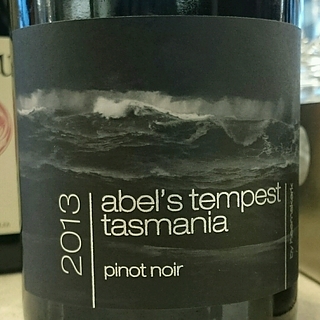 2013
abel's tempest
tasmania
pinot noir